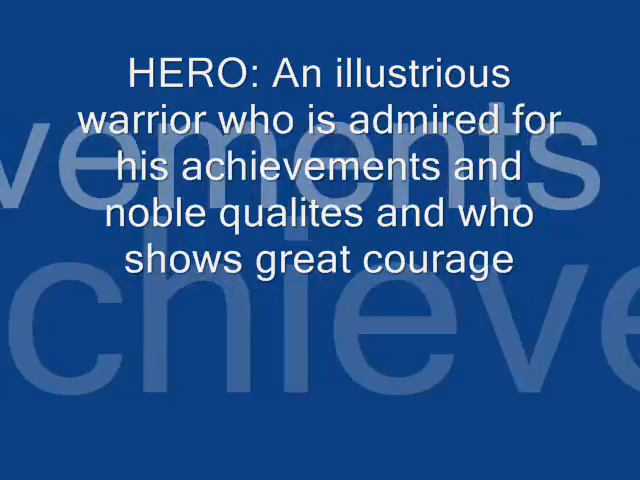 HERO: An illustrious
warrior who is admired for
his achievements and
noble qualites and who
shows great courage
vements
chieve